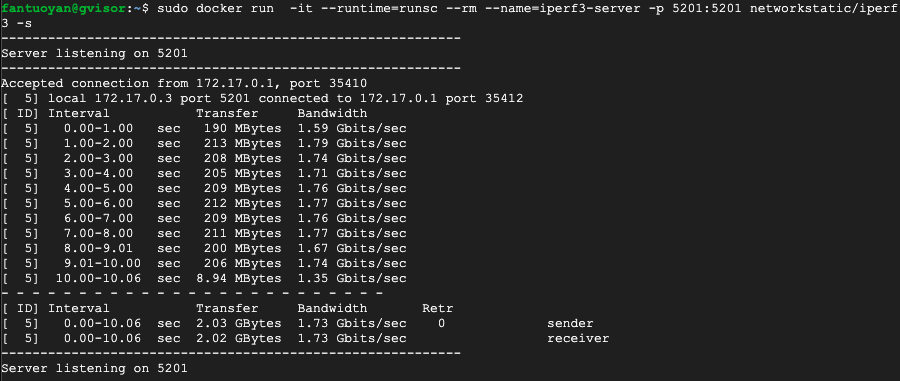 fantuoyan@gvisor:~$ sudo docker run  -it --runtime=runsc --rm --name=iperf3-server -p 5201:5201 networkstatic/iperf
3 -s
-----------------------------------------------------------
Server listening on 5201
-----------------------------------------------------------
Accepted connection from 172.17.0.1, port 35410
[  5] local 172.17.0.3 port 5201 connected to 172.17.0.1 port 35412
[ ID] Interval           Transfer     Bandwidth
[  5]   0.00-1.00   sec   190 MBytes  1.59 Gbits/sec
[  5]   1.00-2.00   sec   213 MBytes  1.79 Gbits/sec
[  5]   2.00-3.00   sec   208 MBytes  1.74 Gbits/sec
[  5]   3.00-4.00   sec   205 MBytes  1.71 Gbits/sec
[  5]   4.00-5.00   sec   209 MBytes  1.76 Gbits/sec
[  5]   5.00-6.00   sec   212 MBytes  1.77 Gbits/sec
[  5]   6.00-7.00   sec   209 MBytes  1.76 Gbits/sec
[  5]   7.00-8.00   sec   211 MBytes  1.77 Gbits/sec
[  5]   8.00-9.01   sec   200 MBytes  1.67 Gbits/sec
[  5]   9.01-10.00  sec   206 MBytes  1.74 Gbits/sec
[  5]  10.00-10.06  sec  8.94 MBytes  1.35 Gbits/sec
- - - - - - - - - - - - - - - - - - - - - - - - -
[ ID] Interval           Transfer     Bandwidth       Retr
[  5]   0.00-10.06  sec  2.03 GBytes  1.73 Gbits/sec    0             sender
[  5]   0.00-10.06  sec  2.02 GBytes  1.73 Gbits/sec                  receiver
-----------------------------------------------------------
Server listening on 5201